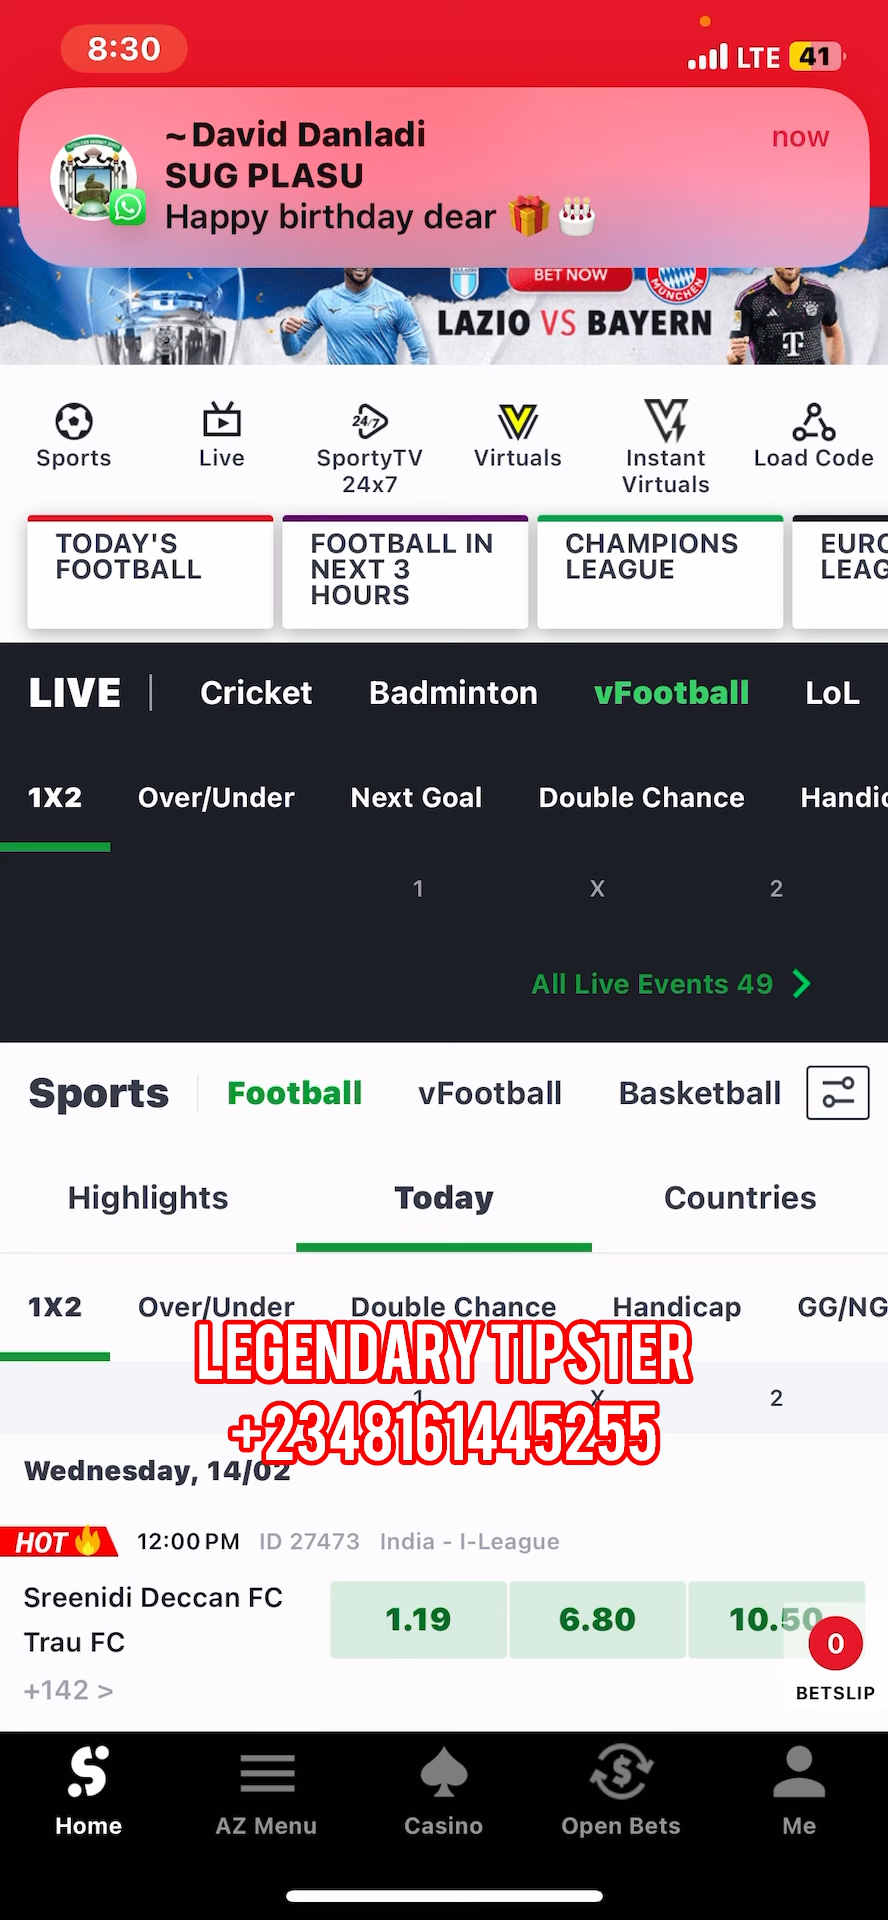 8:30
LTE 41
~David Danladi
now
SUG PLASU
Happy birthday dear 🎁🎂
BET NOW
LAZIO VS BAYERN
Sports
Live
SportyTV
24x7
Virtuals
Instant
Virtuals
Load Code
TODAY'S
FOOTBALL
FOOTBALL IN
NEXT 3
HOURS
CHAMPIONS
LEAGUE
LIVE | Cricket Badminton vFootball LoL
1X2 Over/Under Next Goal Double Chance
1 X 2
All Live Events 49 >
Sports Football vFootball Basketball
Highlights Today Countries
1X2 Over/Under Double Chance Handicap GG/NG
LEGENDARY TIPSTER
1 X 2
+2348161445255
Wednesday, 14/02
HOT🔥 12:00 PM ID 27473 India - I-League
Sreenidi Deccan FC
Trau FC
1.19 6.80 10.50
0
+142 >
BETSLIP
Home AZ Menu Casino Open Bets Me